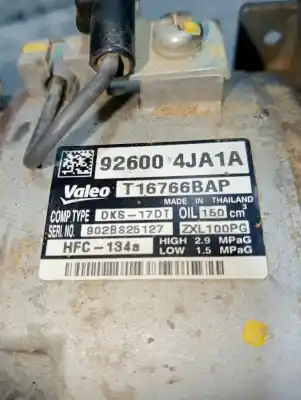 92600 4JA1A
Valeo T16766BAP
MADE IN THAILAND
COMP.TYPE DKS-17DT OIL 150 cm3
SERI.NO. 902BS25127 ZXL100PG
HFC-134a HIGH 2.9 MPaG
LOW 1.5 MPaG